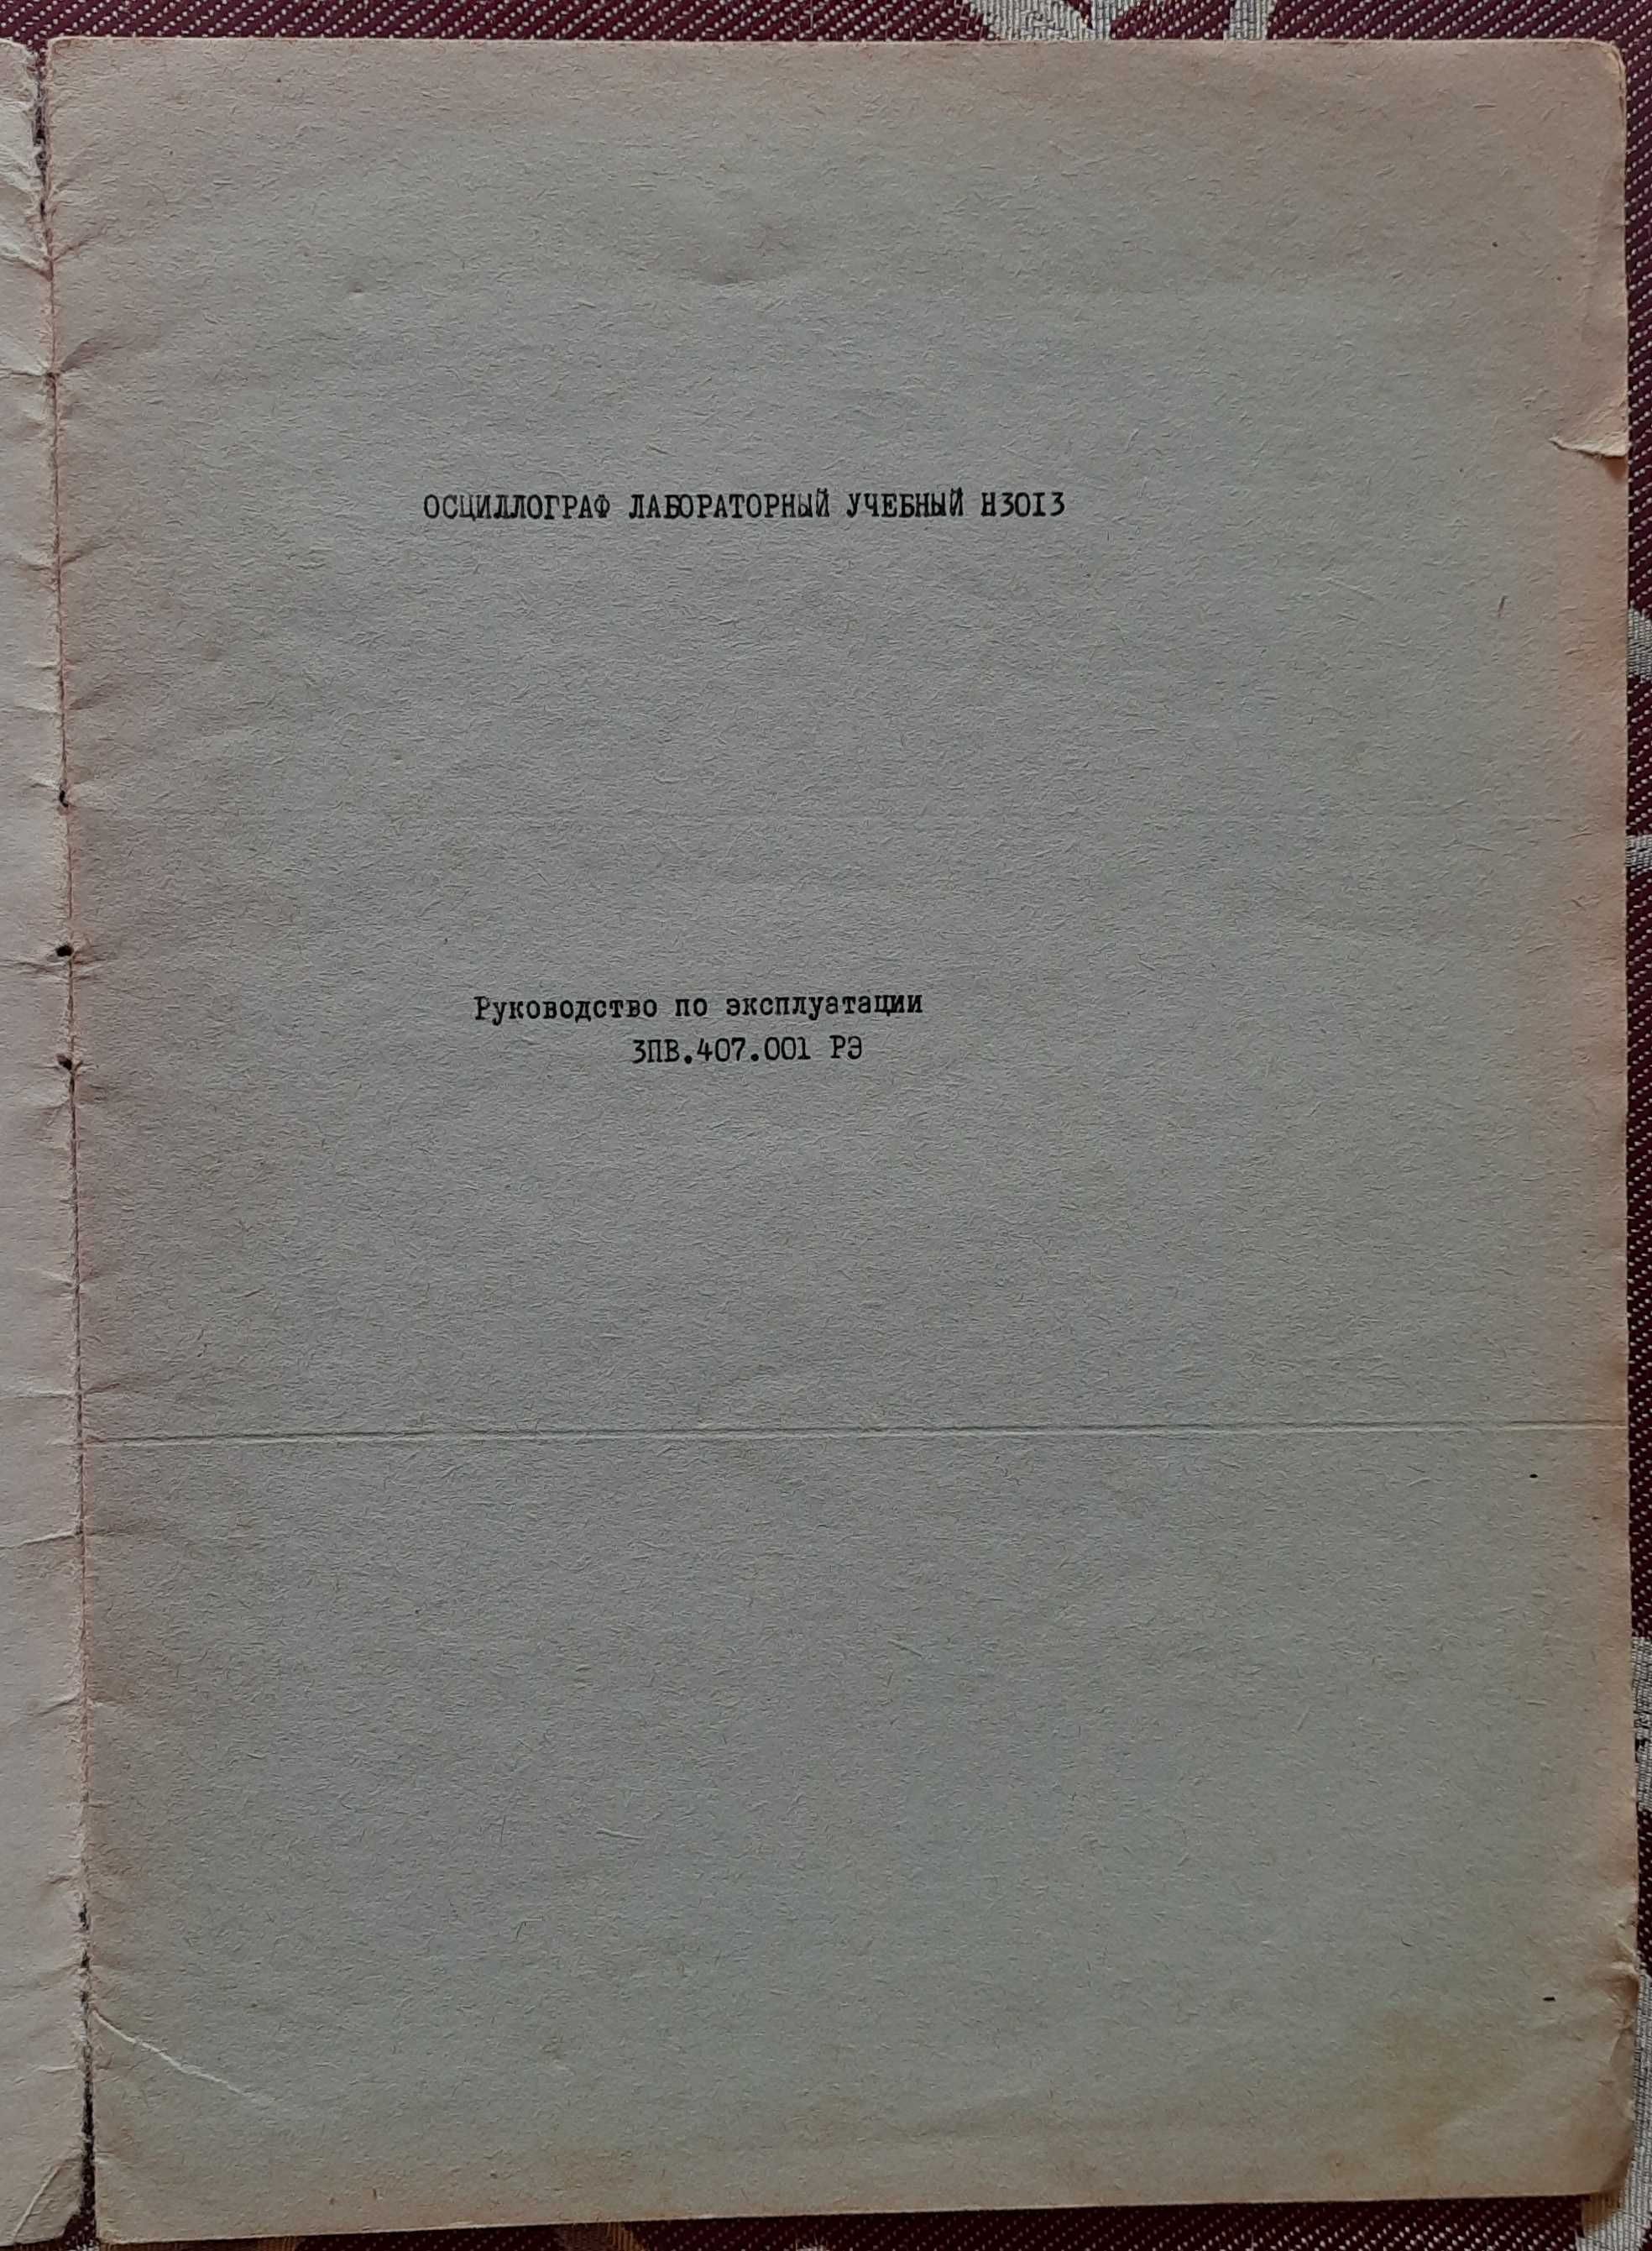 ОСЦИЛЛОГРАФ ЛАБОРАТОРНЫЙ УЧЕБНЫЙ Н3013
Руководство по эксплуатации
3ПВ.407.001 РЭ